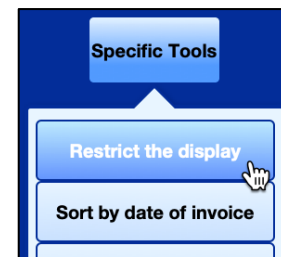 Specific Tools
Restrict the display
Sort by date of invoice